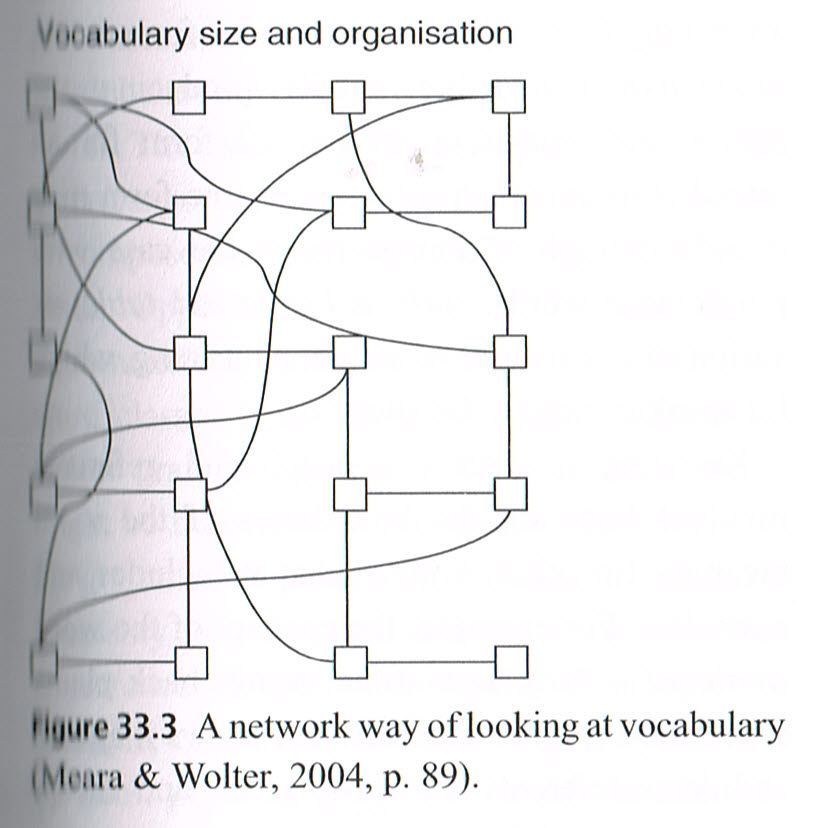 Vocabulary size and organisation
Figure 33.3 A network way of looking at vocabulary
(Meara & Wolter, 2004, p. 89).